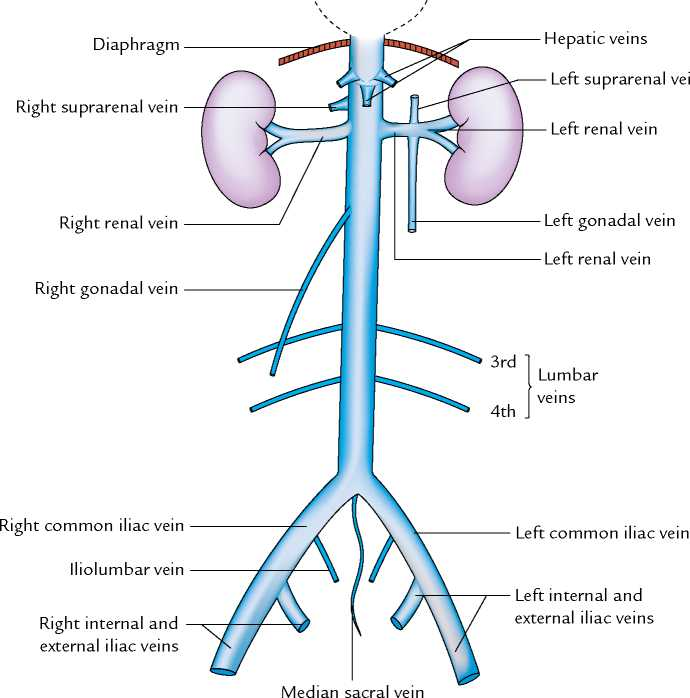 Diaphragm
Hepatic veins
Left suprarenal vei
Right suprarenal vein
Left renal vein
Right renal vein
Left gonadal vein
Left renal vein
Right gonadal vein
3rd
Lumbar
veins
4th
Right common iliac vein
Left common iliac vein
Iliolumbar vein
Left internal and
external iliac veins
Right internal and
external iliac veins
Median sacral vein